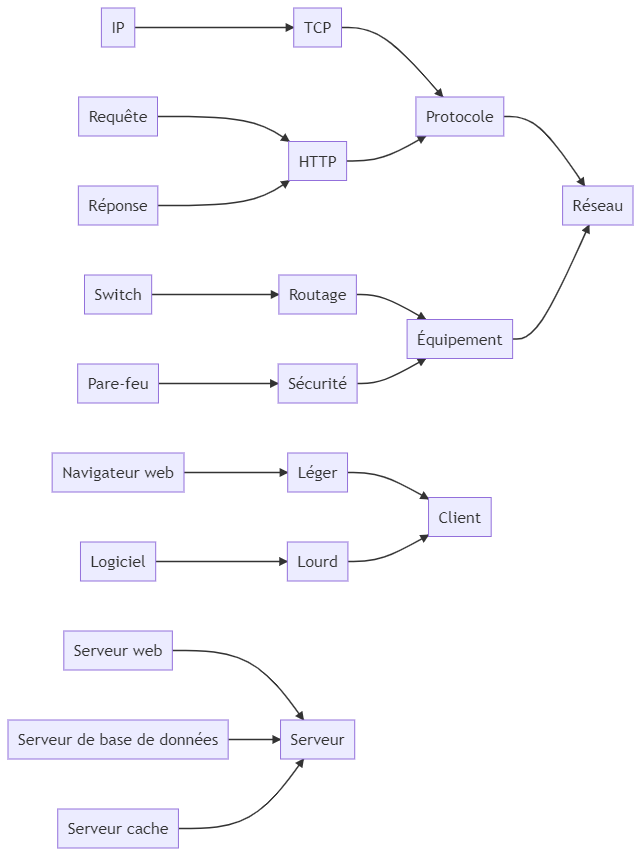 IP
TCP
Requête
Protocole
HTTP
Réponse
Réseau
Switch
Routage
Équipement
Pare-feu
Sécurité
Navigateur web
Léger
Client
Logiciel
Lourd
Serveur web
Serveur de base de données
Serveur
Serveur cache